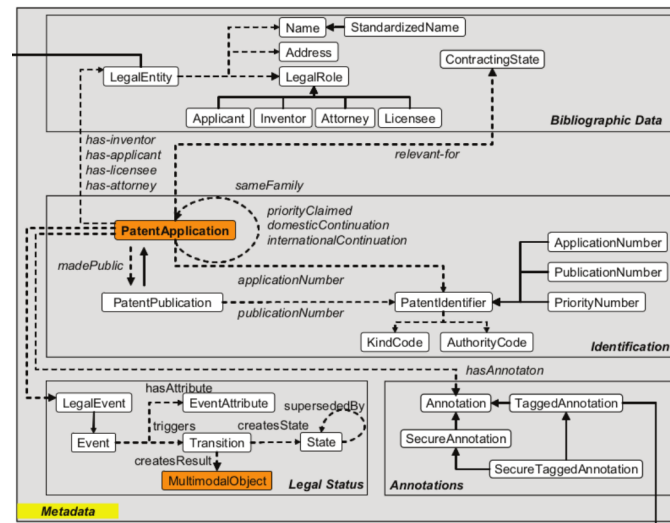 Name
StandardizedName
Address
ContractingState
LegalEntity
LegalRole
Applicant
Inventor
Attorney
Licensee
Bibliographic Data
has-inventor
has-applicant
has-licensee
has-attorney
relevant-for
sameFamily
PatentApplication
priorityClaimed
domesticContinuation
internationalContinuation
ApplicationNumber
madePublic
applicationNumber
PublicationNumber
PatentPublication
PatentIdentifier
PriorityNumber
publicationNumber
KindCode
AuthorityCode
Identification
hasAnnotaton
hasAttribute
LegalEvent
EventAttribute
supersededBy
Annotation
TaggedAnnotation
triggers
createsState
Event
Transition
State
SecureAnnotation
createsResult
SecureTaggedAnnotation
MultimodalObject
Legal Status
Annotations
Metadata